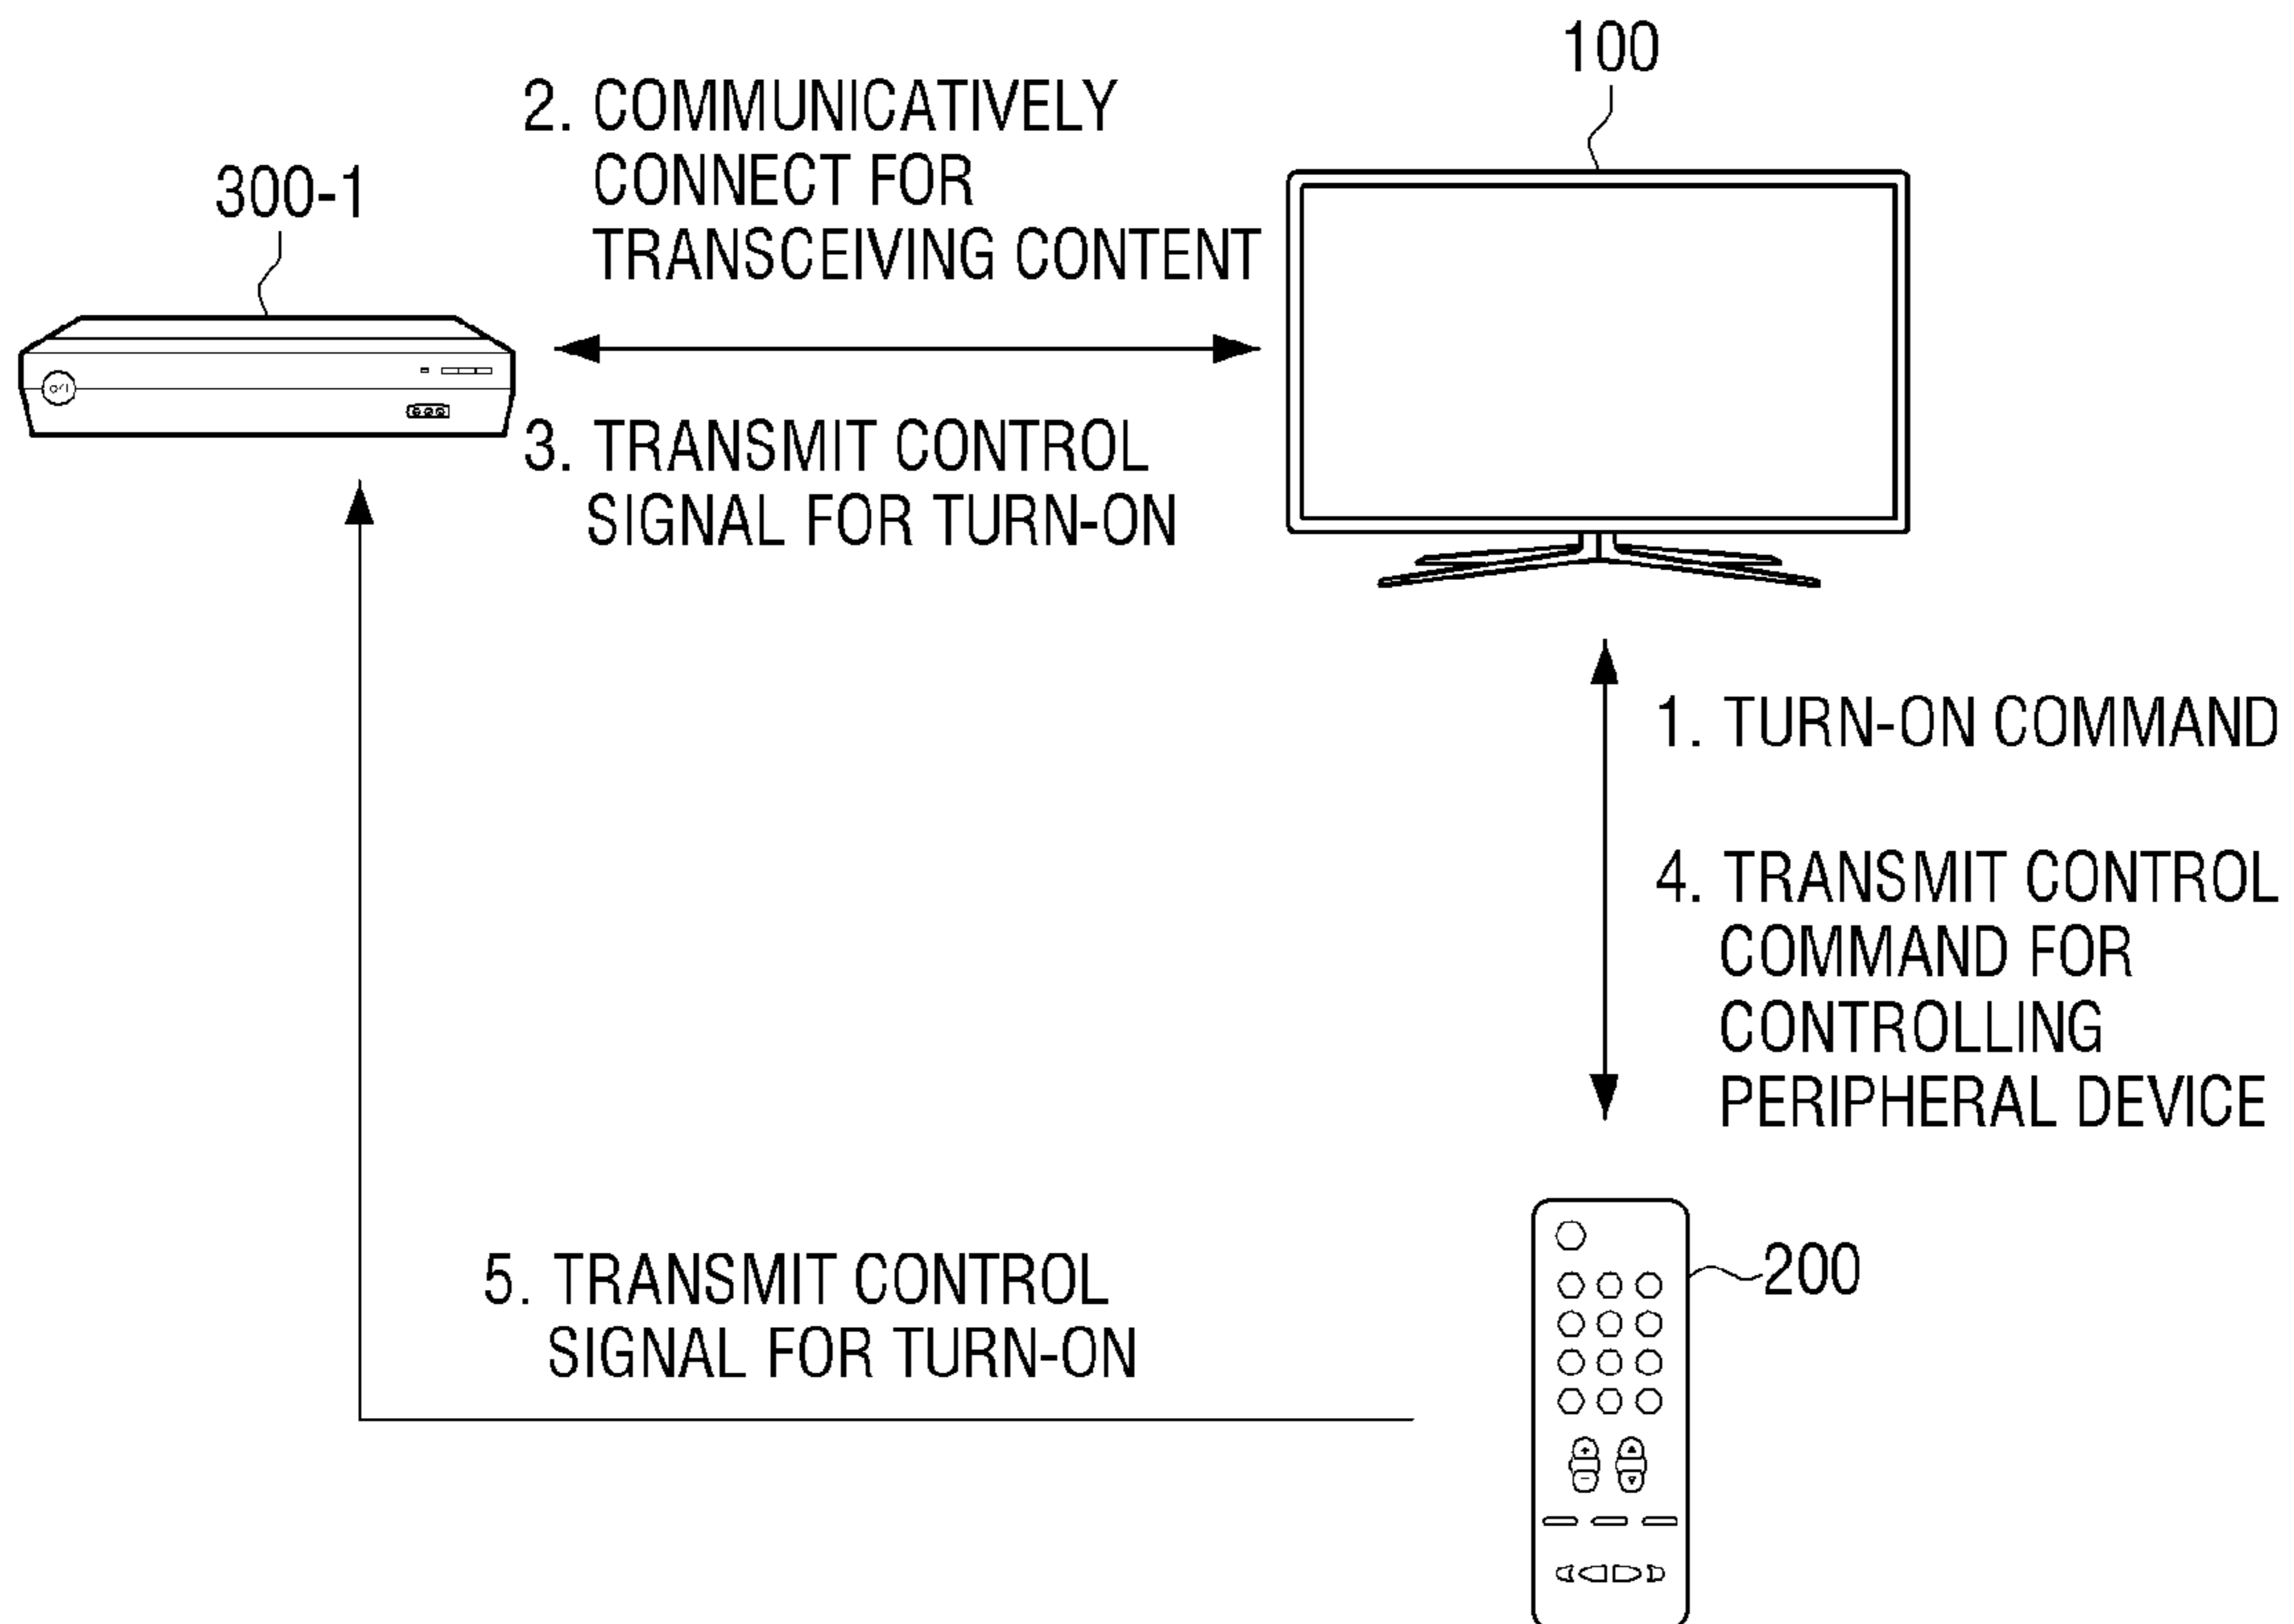 100
2. COMMUNICATIVELY
CONNECT FOR
TRANSCEIVING CONTENT
300-1
3. TRANSMIT CONTROL
SIGNAL FOR TURN-ON
1. TURN-ON COMMAND
4. TRANSMIT CONTROL
COMMAND FOR
CONTROLLING
PERIPHERAL DEVICE
200
5. TRANSMIT CONTROL
SIGNAL FOR TURN-ON